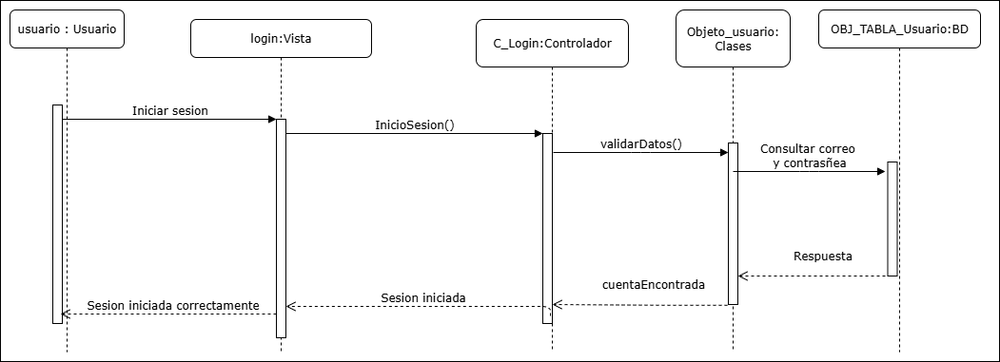 usuario : Usuario
login:Vista
C_Login:Controlador
Objeto_usuario:
Clases
OBJ_TABLA_Usuario:BD
Iniciar sesion
InicioSesion()
validarDatos()
Consultar correo
y contrasñea
Respuesta
cuentaEncontrada
Sesion iniciada
Sesion iniciada correctamente